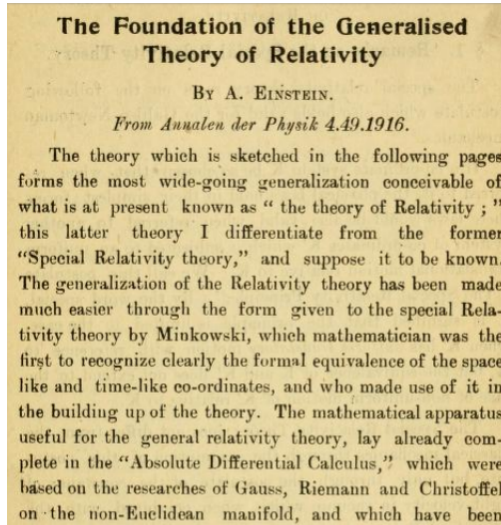 The Foundation of the Generalised
Theory of Relativity
BY A. EINSTEIN.
From Annalen der Physik 4.49.1916.
The theory which is sketched in the following pages
forms the most wide-going generalization conceivable of
what is at present known as “ the theory of Relativity ; ”
this latter theory I differentiate from the former
“Special Relativity theory,” and suppose it to be known.
The generalization of the Relativity theory has been made
much easier through the form given to the special Rela-
tivity theory by Minkowski, which mathematician was the
first to recognize clearly the formal equivalence of the space
like and time-like co-ordinates, and who made use of it in
the building up of the theory. The mathematical apparatus
useful for the general relativity theory, lay already com-
plete in the “Absolute Differential Calculus,” which were
based on the researches of Gauss, Riemann and Christoffel
on the non-Euclidean manifold, and which have been